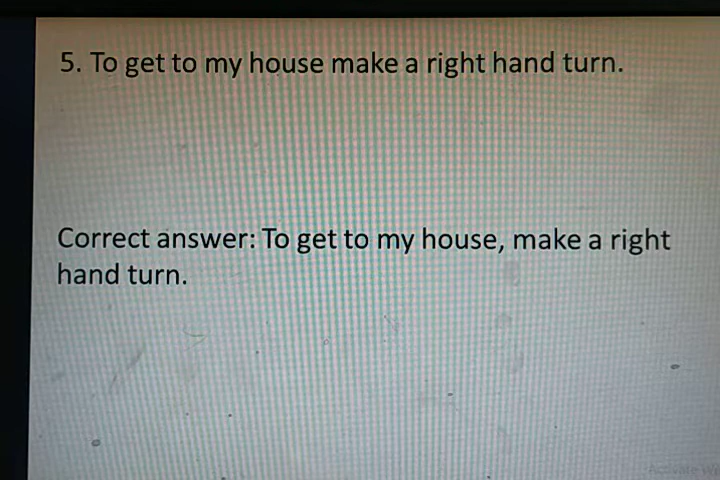 5. To get to my house make a right hand turn.
Correct answer: To get to my house, make a right
hand turn.